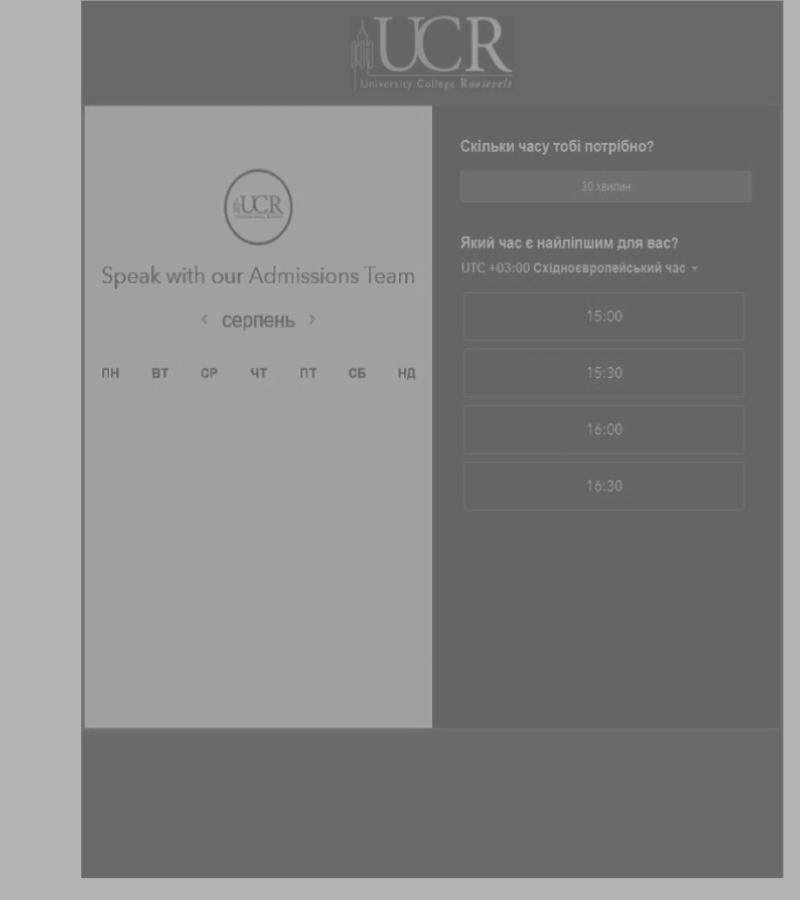 UCR
University College Roosevelt
UCR
Speak with our Admissions Team
серпень
ПН ВТ СР ЧТ ПТ СБ НД
Скільки часу тобі потрібно?
30 хвилин
Який час є найліпшим для вас?
UTC +03:00 Східноєвропейський час
15:00
15:30
16:00
16:30